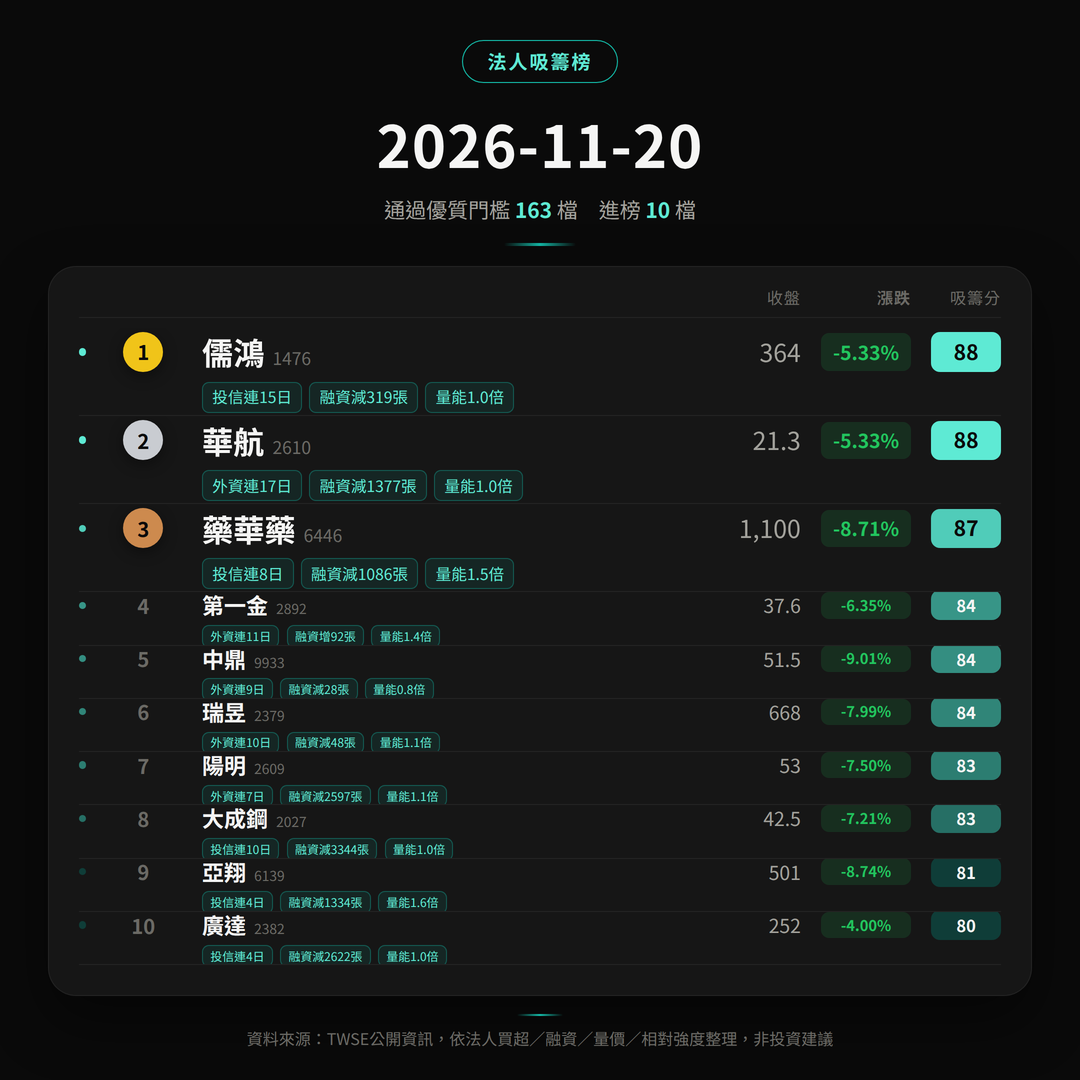 法人吸籌榜
2026-11-20
通過優質門檻 163 檔 進榜 10 檔
收盤 漲跌 吸籌分
1 儒鴻 1476 364 -5.33% 88
投信連15日 融資減319張 量能1.0倍
2 華航 2610 21.3 -5.33% 88
外資連17日 融資減1377張 量能1.0倍
3 藥華藥 6446 1,100 -8.71% 87
投信連8日 融資減1086張 量能1.5倍
4 第一金 2892 37.6 -6.35% 84
外資連11日 融資增92張 量能1.4倍
5 中鼎 9933 51.5 -9.01% 84
外資連9日 融資減28張 量能0.8倍
6 瑞昱 2379 668 -7.99% 84
外資連10日 融資減48張 量能1.1倍
7 陽明 2609 53 -7.50% 83
外資連7日 融資減2597張 量能1.1倍
8 大成鋼 2027 42.5 -7.21% 83
投信連10日 融資減3344張 量能1.0倍
9 亞翔 6139 501 -8.74% 81
投信連4日 融資減1334張 量能1.6倍
10 廣達 2382 252 -4.00% 80
投信連4日 融資減2622張 量能1.0倍
資料來源：TWSE公開資訊，依法人買超／融資／量價／相對強度整理，非投資建議